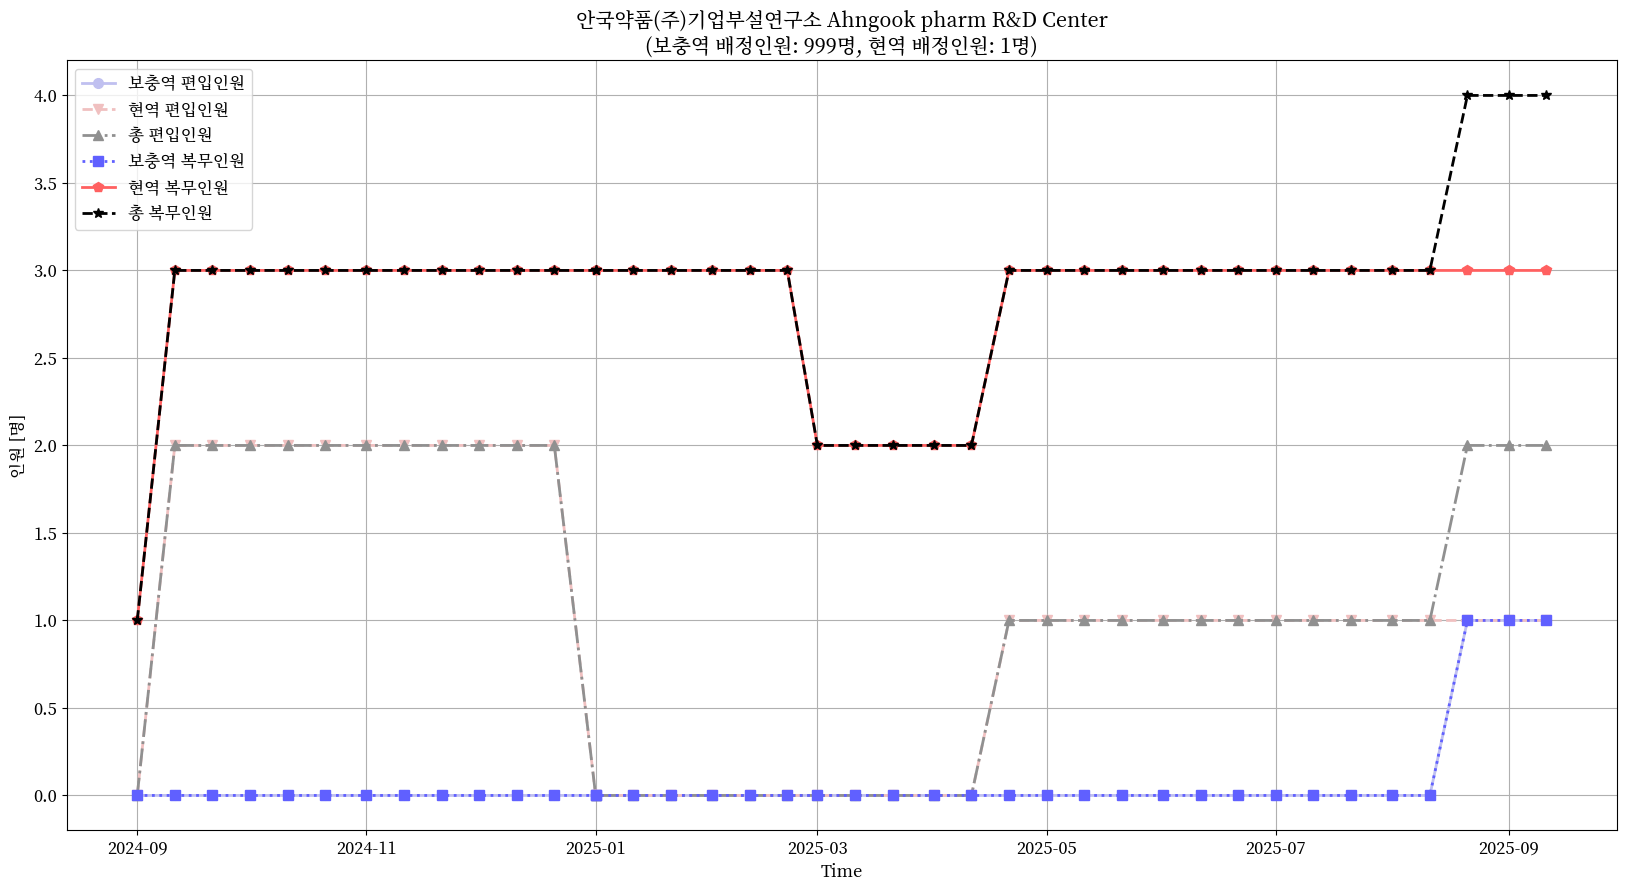 안국약품(주)기업부설연구소 Ahngook pharm R&D Center
(보충역 배정인원: 999명, 현역 배정인원: 1명)
보충역 편입인원
현역 편입인원
총 편입인원
보충역 복무인원
현역 복무인원
총 복무인원
4.0
3.5
3.0
2.5
2.0
1.5
1.0
0.5
0.0
인원 [명]
2024-09 2024-11 2025-01 2025-03 2025-05 2025-07 2025-09
Time